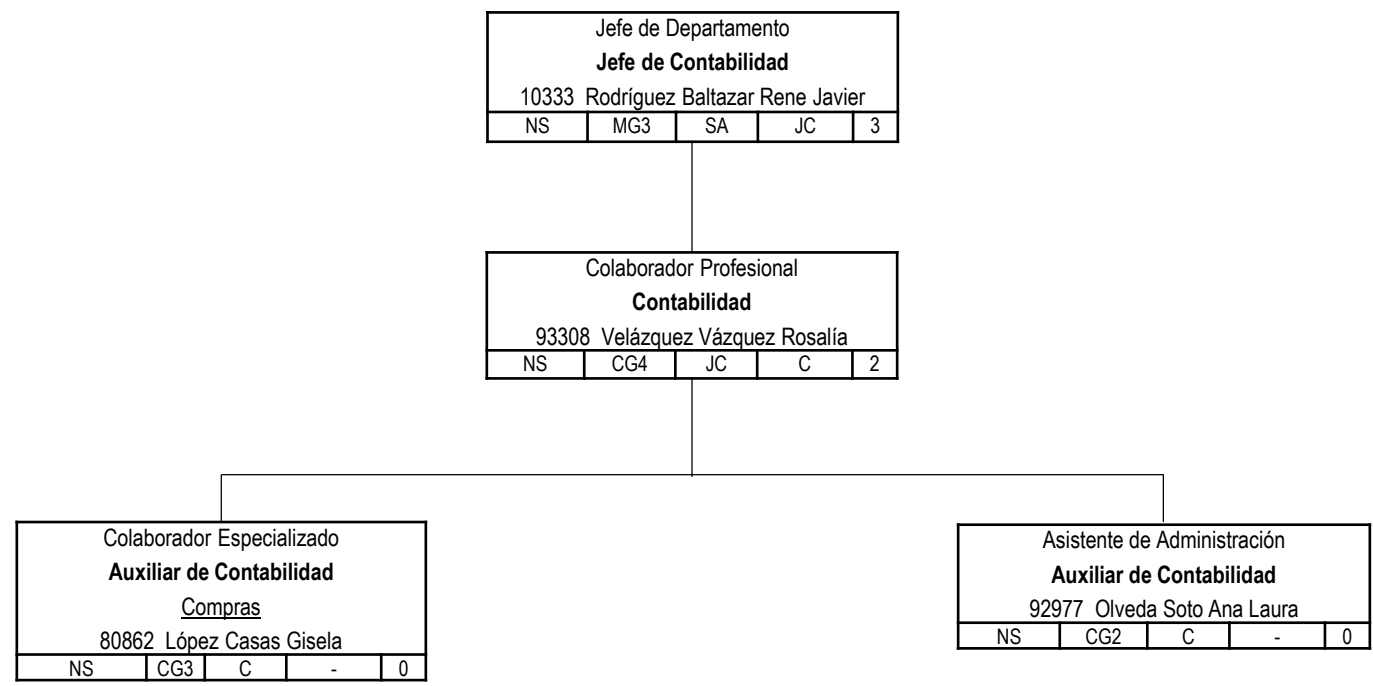 Jefe de Departamento
Jefe de Contabilidad
10333 Rodríguez Baltazar Rene Javier
NS MG3 SA JC 3
Colaborador Profesional
Contabilidad
93308 Velázquez Vázquez Rosalía
NS CG4 JC C 2
Colaborador Especializado
Auxiliar de Contabilidad
Compras
80862 López Casas Gisela
NS CG3 C - 0
Asistente de Administración
Auxiliar de Contabilidad
92977 Olveda Soto Ana Laura
NS CG2 C - 0